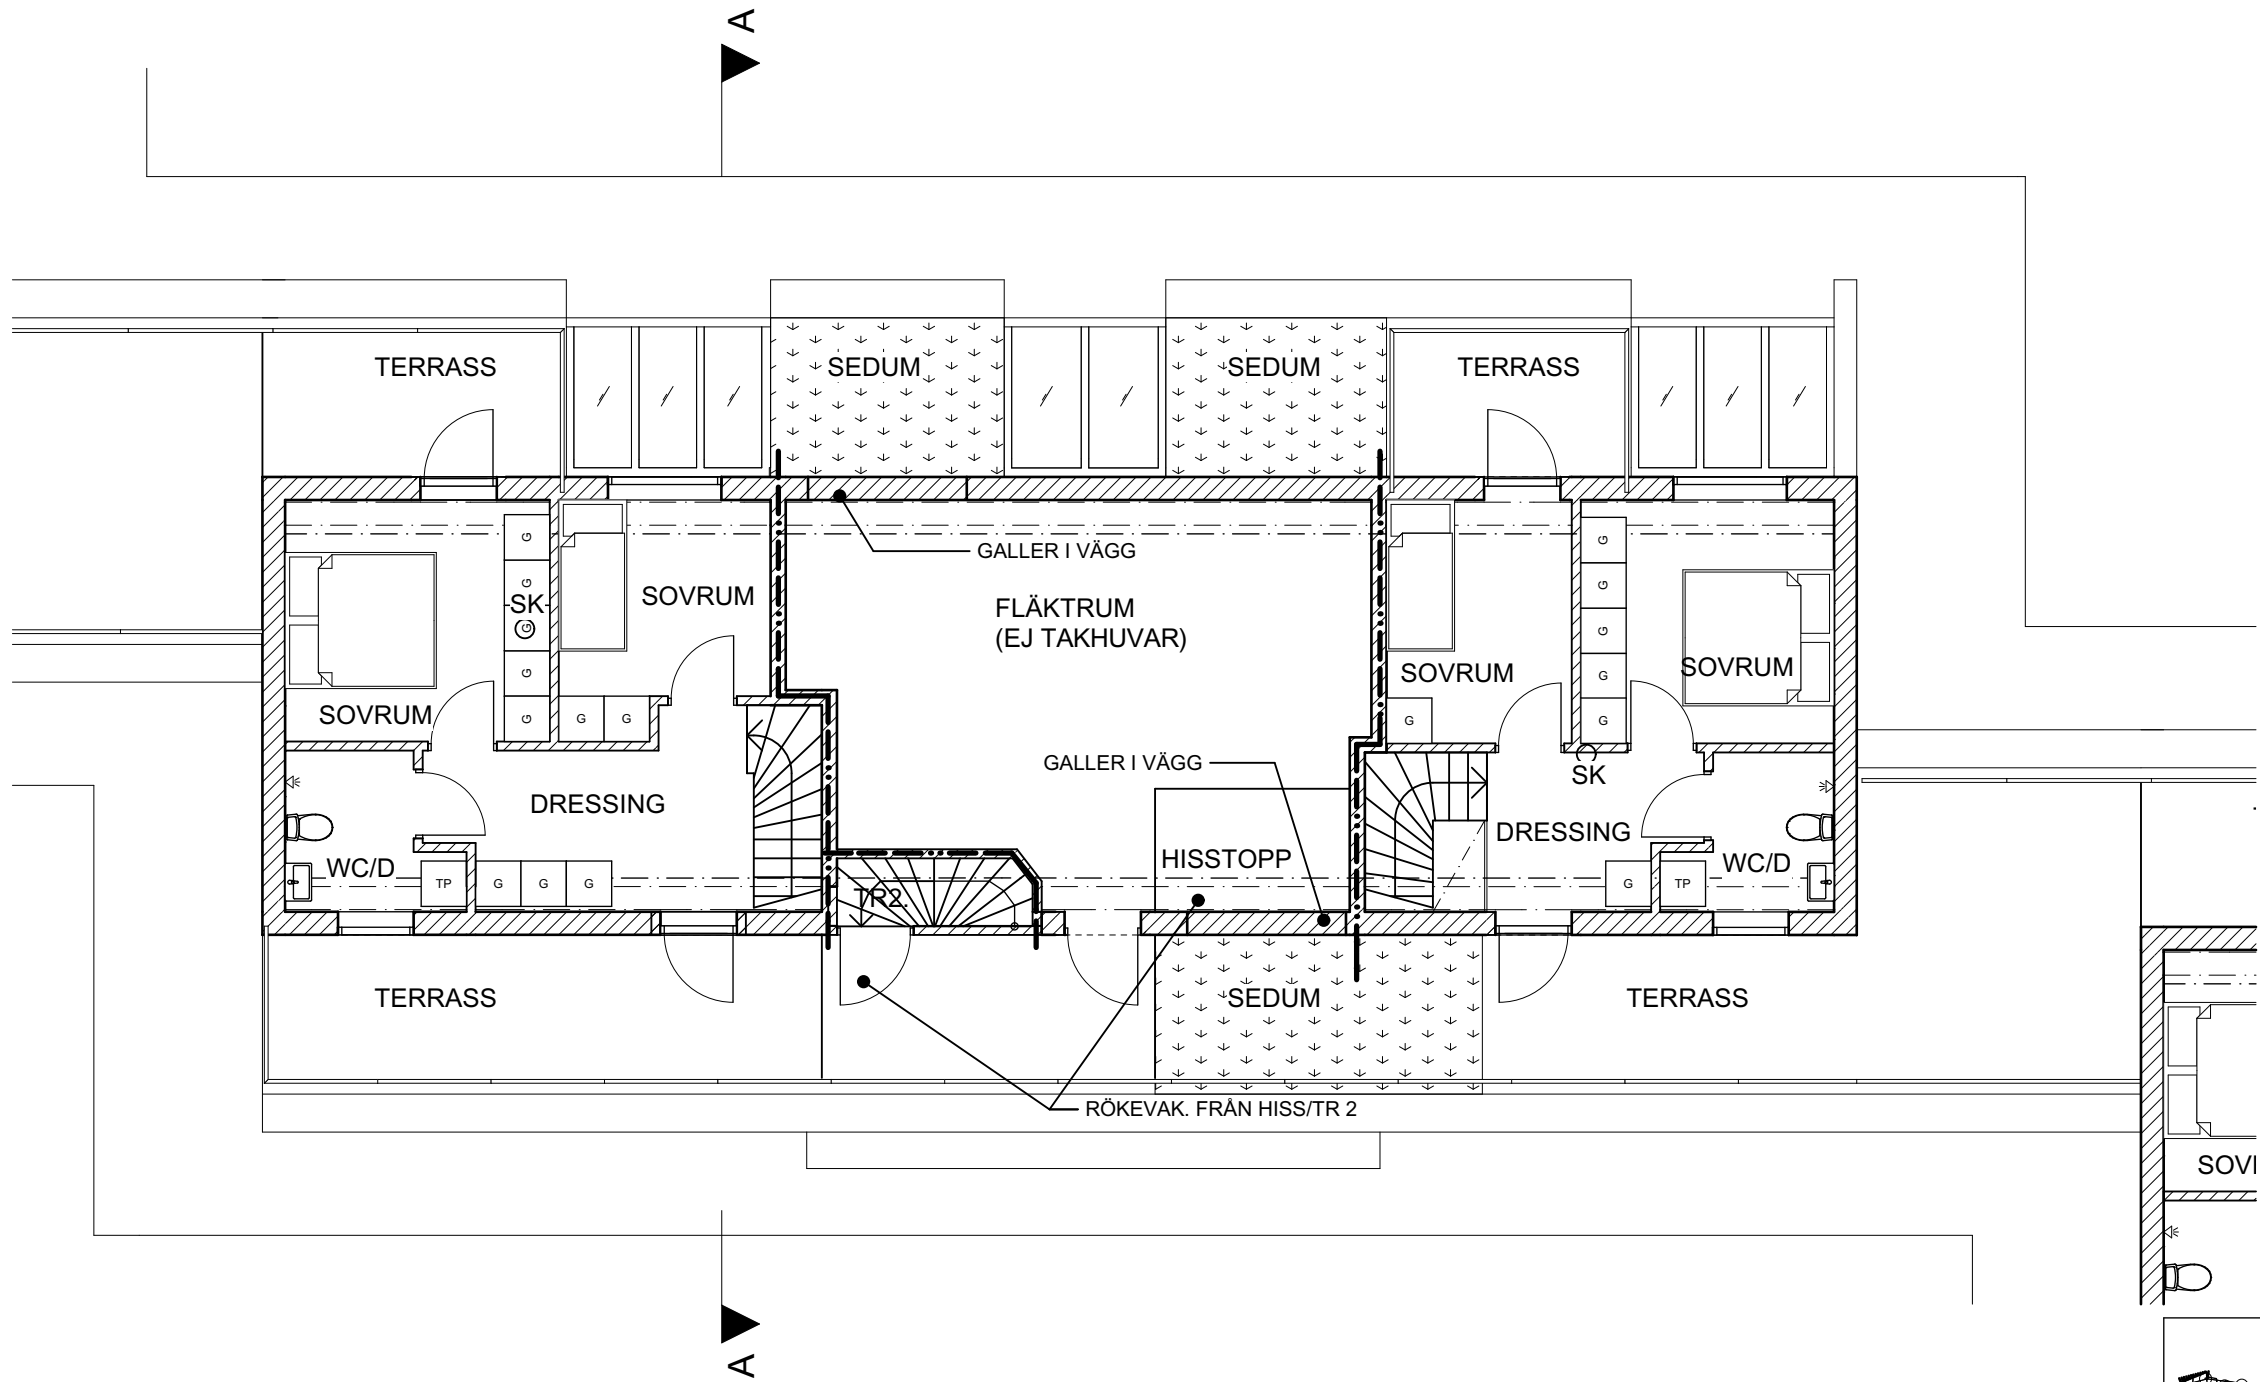 A
TERRASS
SEDUM
SEDUM
TERRASS
GALLER I VÄGG
G
G
SK
G
G
G
SOVRUM
SOVRUM
G
G
FLÄKTRUM
(EJ TAKHUVAR)
SOVRUM
G
G
G
G
G
G
SOVRUM
GALLER I VÄGG
SK
DRESSING
DRESSING
WC/D
TP
G
G
G
TR2.
HISSTOPP
G
TP
WC/D
TERRASS
SEDUM
TERRASS
RÖKEVAK. FRÅN HISS/TR 2
A